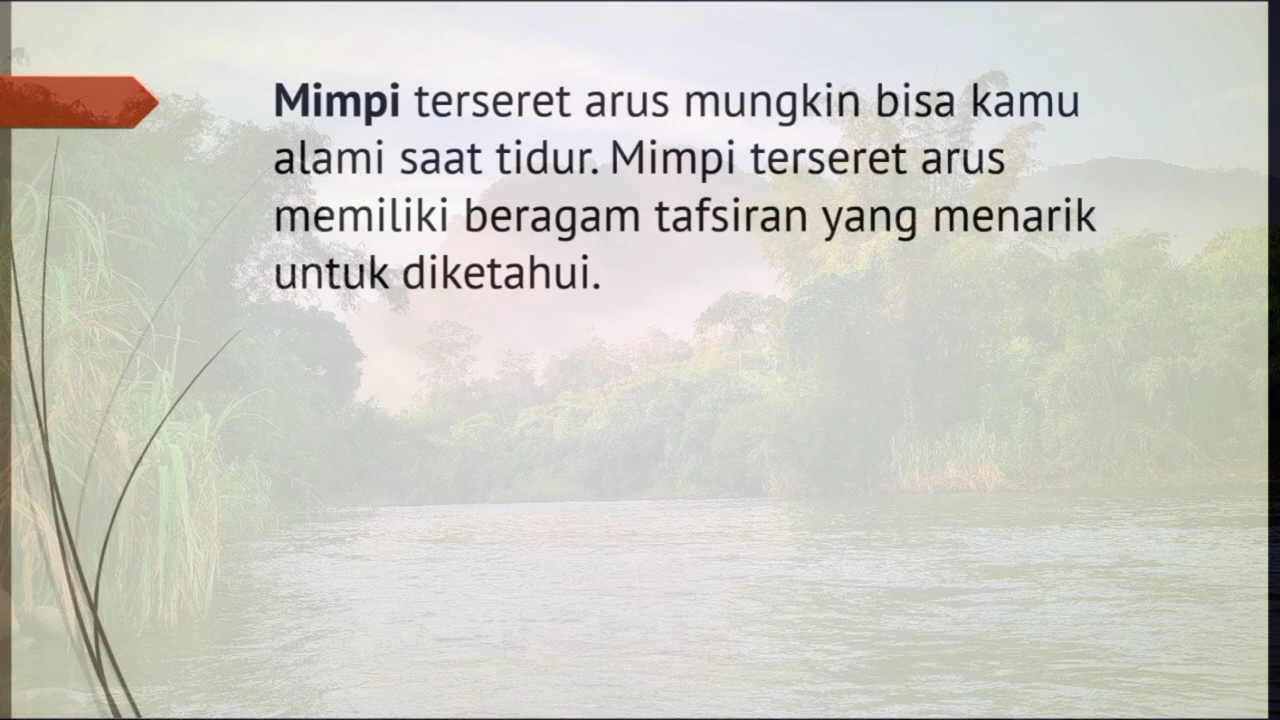 Mimpi terseret arus mungkin bisa kamu
alami saat tidur. Mimpi terseret arus
memiliki beragam tafsiran yang menarik
untuk diketahui.